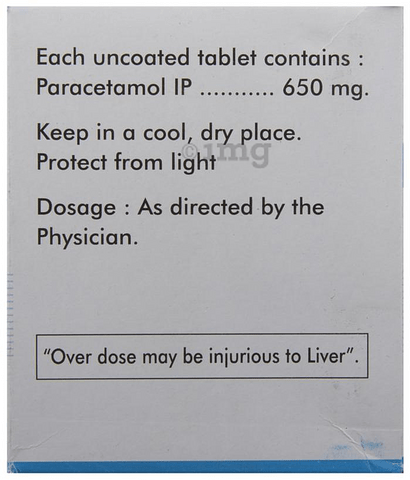 Each uncoated tablet contains :
Paracetamol IP ........... 650 mg.
Keep in a cool, dry place.
©1mg
Protect from light
Dosage : As directed by the
Physician.
“Over dose may be injurious to Liver”.